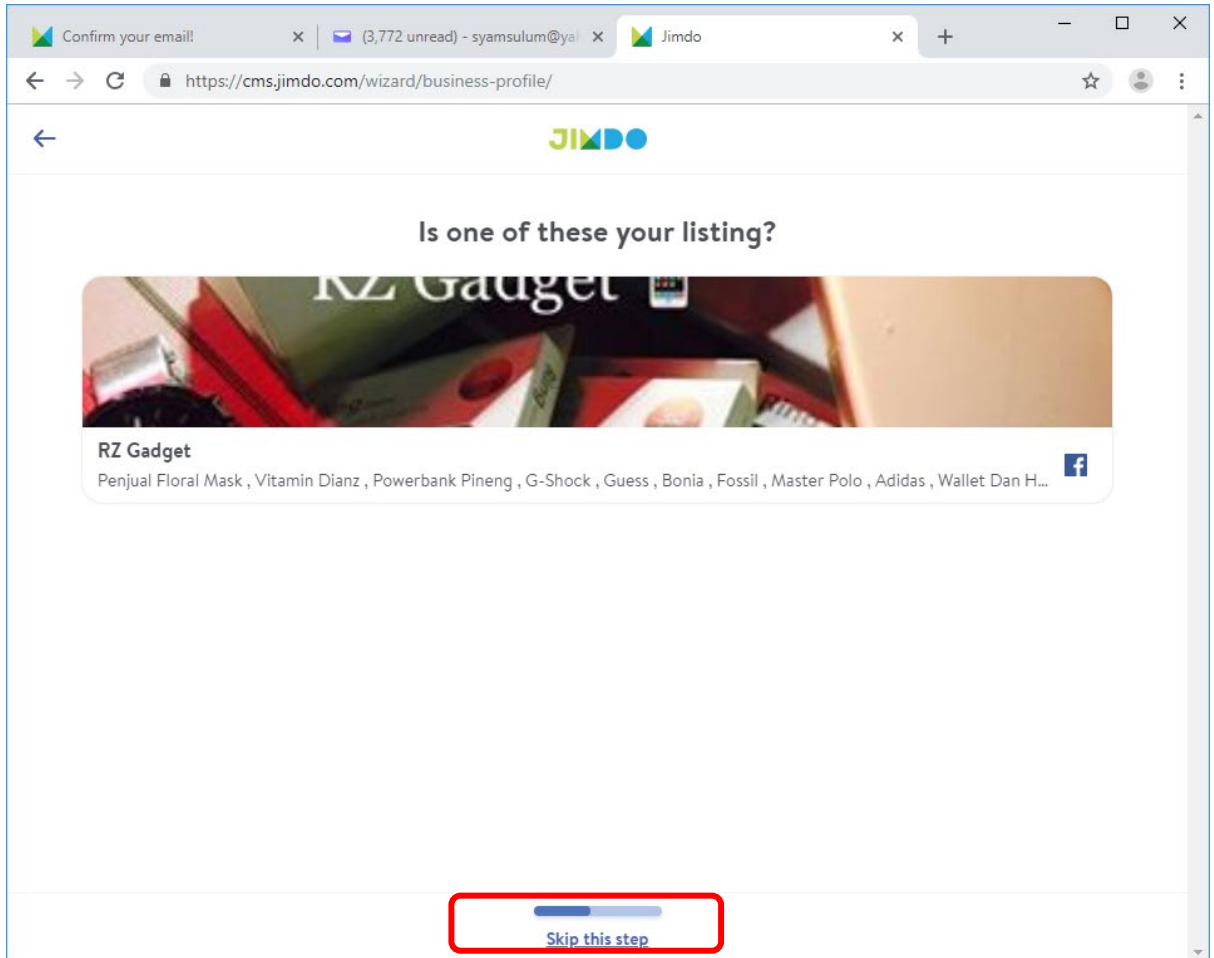 Confirm your email!
(3,772 unread) - syamsulum@ya
Jimdo
https://cms.jimdo.com/wizard/business-profile/
JIMDO
Is one of these your listing?
RZ Gadget
RZ Gadget
Penjual Floral Mask , Vitamin Dianz , Powerbank Pineng , G-Shock , Guess , Bonia , Fossil , Master Polo , Adidas , Wallet Dan H...
Skip this step